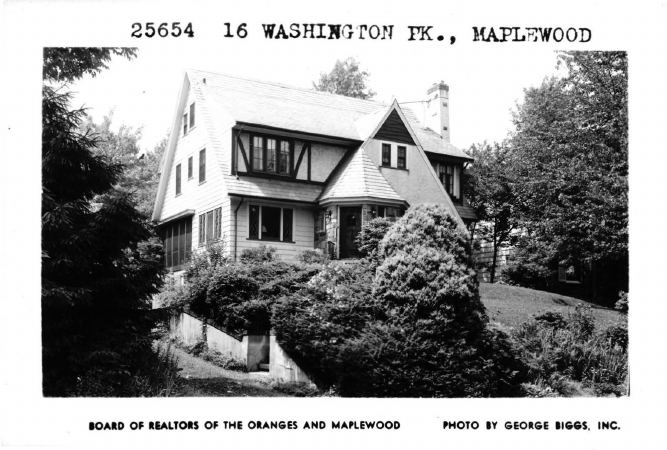 25654 16 WASHINGTON PK., MAPLEWOOD
BOARD OF REALTORS OF THE ORANGES AND MAPLEWOOD PHOTO BY GEORGE BIGGS, INC.